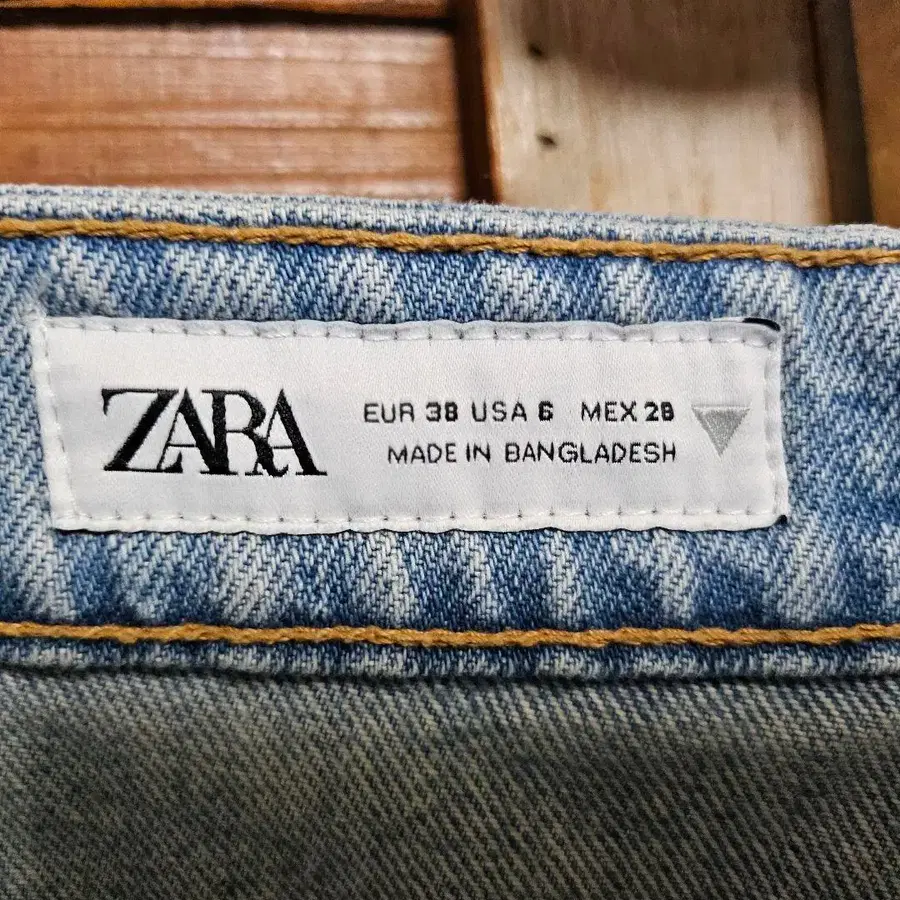 ZARA
EUR 38 USA 6 MEX 28
MADE IN BANGLADESH